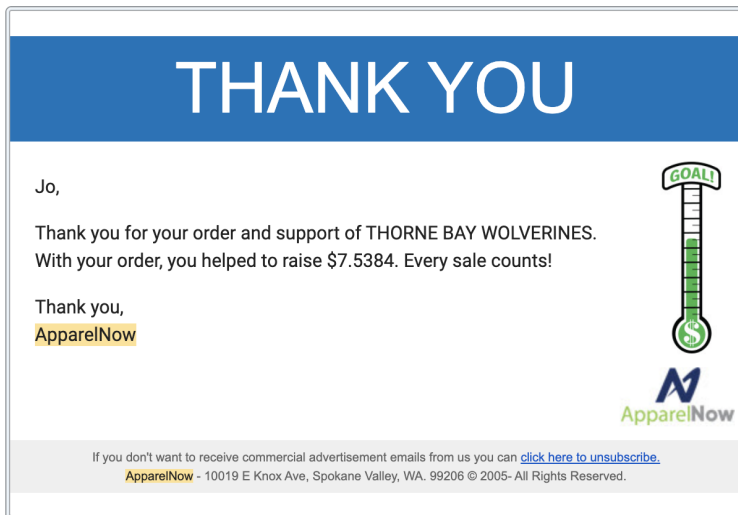 THANK YOU
GOAL!
Jo,
Thank you for your order and support of THORNE BAY WOLVERINES.
With your order, you helped to raise $7.5384. Every sale counts!
Thank you,
ApparelNow
$
ApparelNow
If you don't want to receive commercial advertisement emails from us you can click here to unsubscribe.
ApparelNow - 10019 E Knox Ave, Spokane Valley, WA. 99206 © 2005- All Rights Reserved.